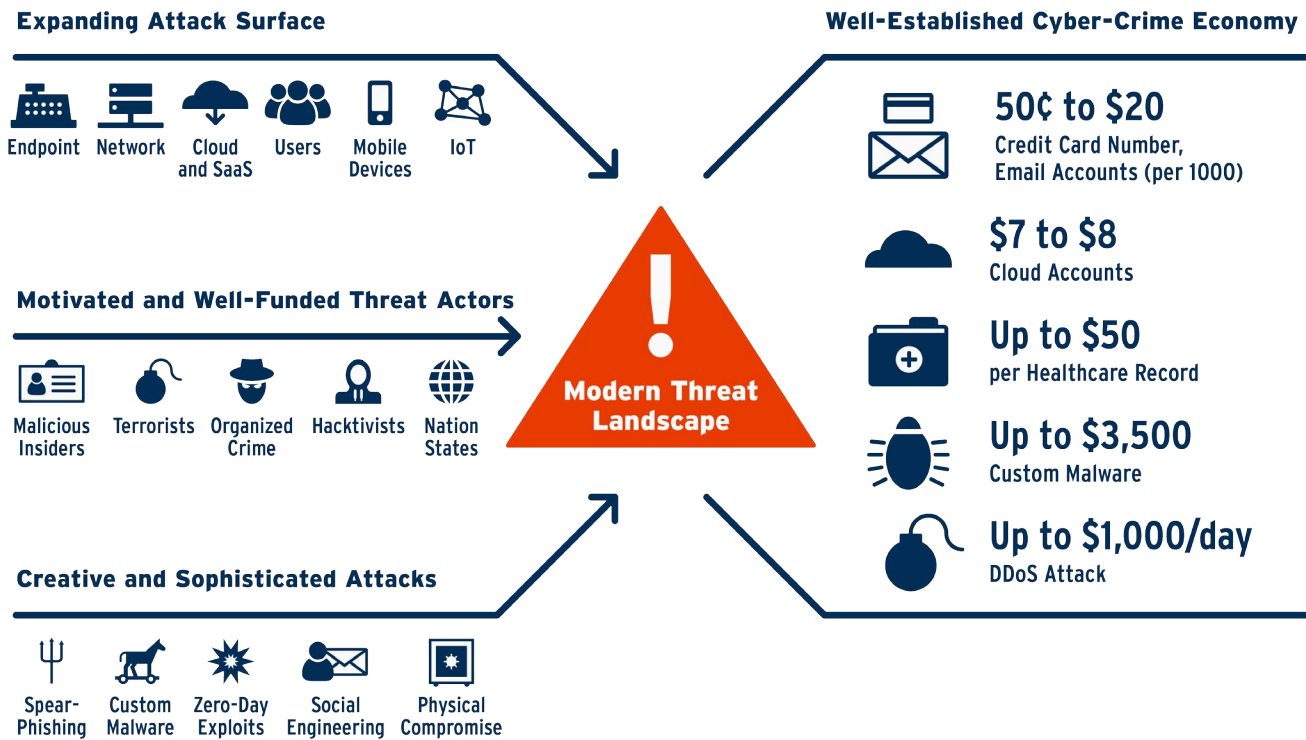 Expanding Attack Surface
Endpoint
Network
Cloud
and SaaS
Users
Mobile
Devices
IoT
Motivated and Well-Funded Threat Actors
Malicious
Insiders
Terrorists
Organized
Crime
Hacktivists
Nation
States
Creative and Sophisticated Attacks
Spear-
Phishing
Custom
Malware
Zero-Day
Exploits
Social
Engineering
Physical
Compromise
!
Modern Threat
Landscape
Well-Established Cyber-Crime Economy
50¢ to $20
Credit Card Number,
Email Accounts (per 1000)
$7 to $8
Cloud Accounts
Up to $50
per Healthcare Record
Up to $3,500
Custom Malware
Up to $1,000/day
DDoS Attack